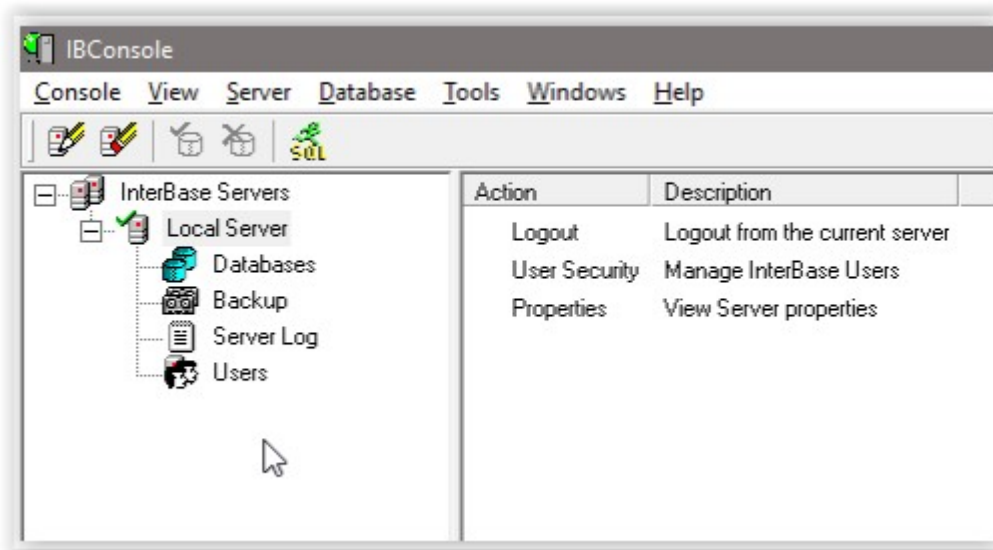 IBConsole
Console View Server Database Tools Windows Help
SQL
InterBase Servers
Local Server
Databases
Backup
Server Log
Users
Action Description
Logout Logout from the current server
User Security Manage InterBase Users
Properties View Server properties